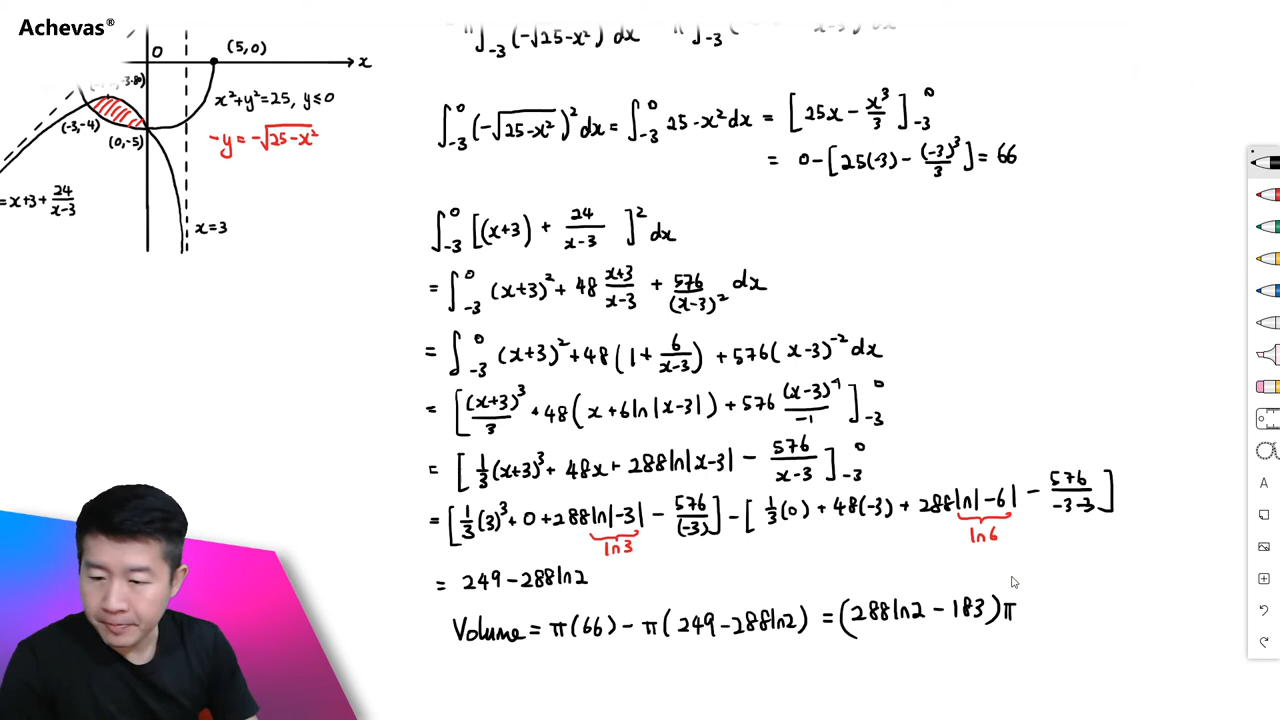 Achevas®
0
(5,0)
x
x²+y²=25, y≤0
(-3,-4)
(0,-5)
-y = -√25-x²
=x+3+ 24/(x-3)
x=3
π∫₋₃ (-√25-x²) dx π∫₋₃
∫₋₃⁰ (-√25-x²)² dx = ∫₋₃⁰ 25-x² dx = [25x - x³/3]₋₃⁰
= 0-[25(-3) - (-3)³/3] = 66
∫₋₃⁰ [(x+3) + 24/(x-3)]² dx
= ∫₋₃⁰ (x+3)² + 48 (x+3)/(x-3) + 576/(x-3)² dx
= ∫₋₃⁰ (x+3)² + 48(1 + 6/(x-3)) + 576(x-3)⁻² dx
= [(x+3)³/3 + 48(x+6ln|x-3|) + 576 (x-3)⁻¹/-1]₋₃⁰
= [1/3(x+3)³ + 48x + 288ln|x-3| - 576/(x-3)]₋₃⁰
= [1/3(3)³ + 0 + 288ln|-3| - 576/(-3)] - [1/3(0) + 48(-3) + 288ln|-6| - 576/(-3-3)]
ln3
ln6
= 249-288ln2
Volume = π(66) - π(249-288ln2) = (288ln2 - 183)π
A